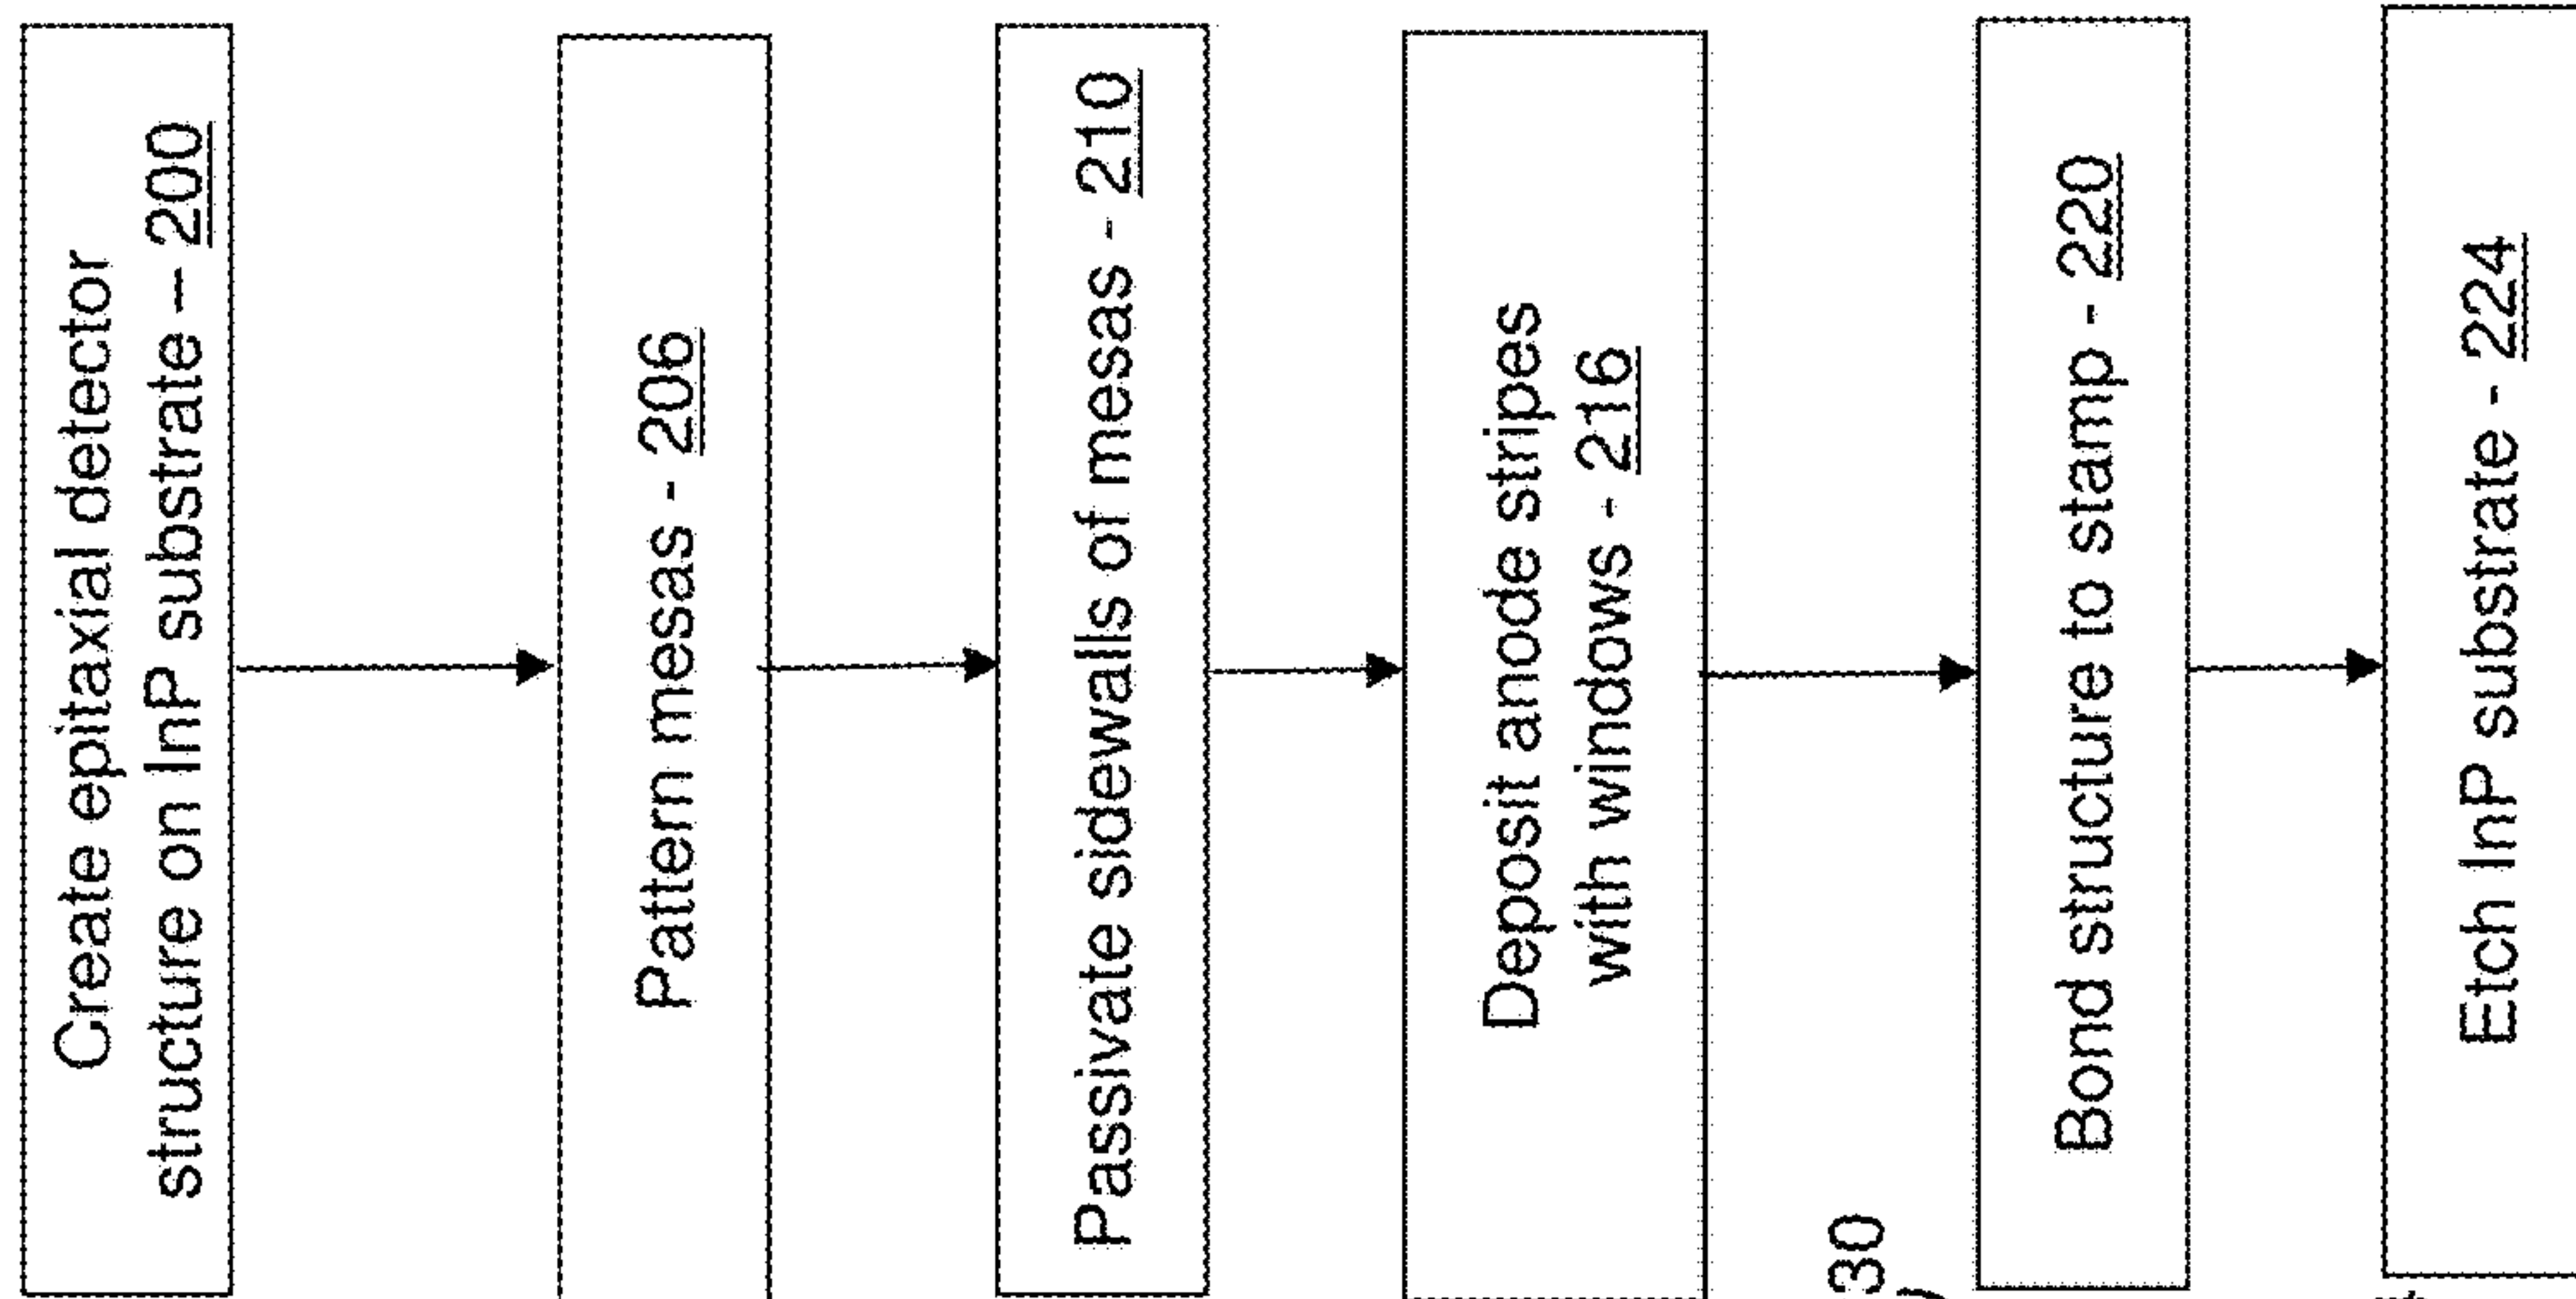 Create epitaxial detector
structure on InP substrate – 200
Pattern mesas - 206
Passivate sidewalls of mesas - 210
Deposit anode stripes
with windows - 216
30
Bond structure to stamp - 220
Etch InP substrate - 224